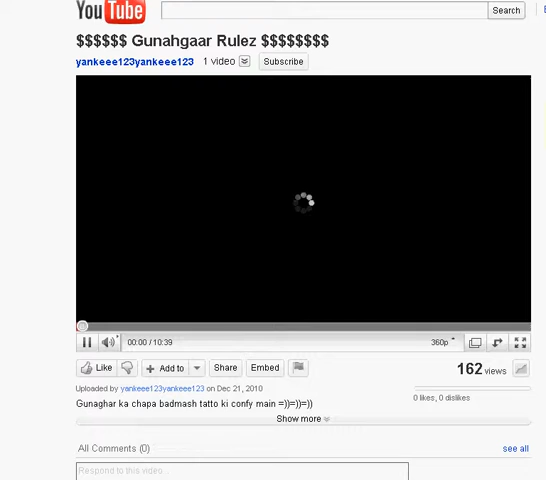 YouTube
Search
$$$$$$ Gunahgaar Rulez $$$$$$$$
yankeee123yankeee123 1 video Subscribe
00:00 / 10:39 360p
Like Add to Share Embed 162 views
Uploaded by yankeee123yankeee123 on Dec 21, 2010
0 likes, 0 dislikes
Gunaghar ka chapa badmash tatto ki confy main =))=))=))
Show more
All Comments (0) see all
Respond to this video...